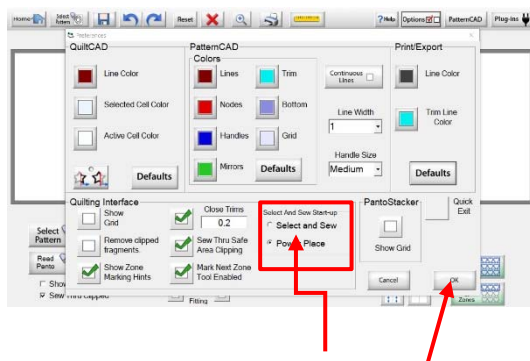 Home
Select Pattern
Reset
Help
Options
PatternCAD
Plug-Ins
Preferences
QuiltCAD
Line Color
Selected Cell Color
Active Cell Color
Defaults
PatternCAD
Colors
Lines
Trim
Nodes
Bottom
Handles
Grid
Mirrors
Defaults
Continuous Lines
Line Width
1
Handle Size
Medium
Print/Export
Line Color
Trim Line Color
Defaults
Quilting Interface
Show Grid
Remove clipped fragments
Show Zone Marking Hints
Close Trims
0.2
Sew Thru Safe Area Clipping
Mark Next Zone Tool Enabled
Select And Sew Start-up
Select and Sew
Place
PantoStacker
Show Grid
Quick Exit
Cancel
OK
Select Pattern
Read Panto
Sew Thru Clipped
Fitting
Zones